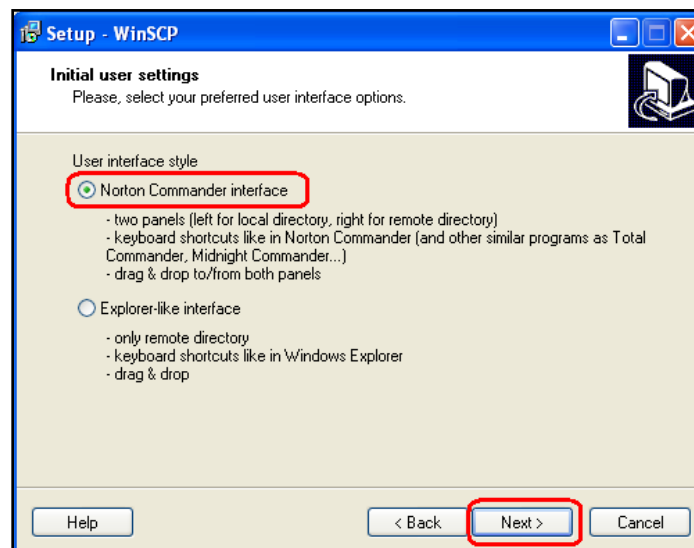 Setup - WinSCP
Initial user settings
Please, select your preferred user interface options.
User interface style
Norton Commander interface
- two panels (left for local directory, right for remote directory)
- keyboard shortcuts like in Norton Commander (and other similar programs as Total
Commander, Midnight Commander...)
- drag & drop to/from both panels
Explorer-like interface
- only remote directory
- keyboard shortcuts like in Windows Explorer
- drag & drop
Help
< Back
Next >
Cancel